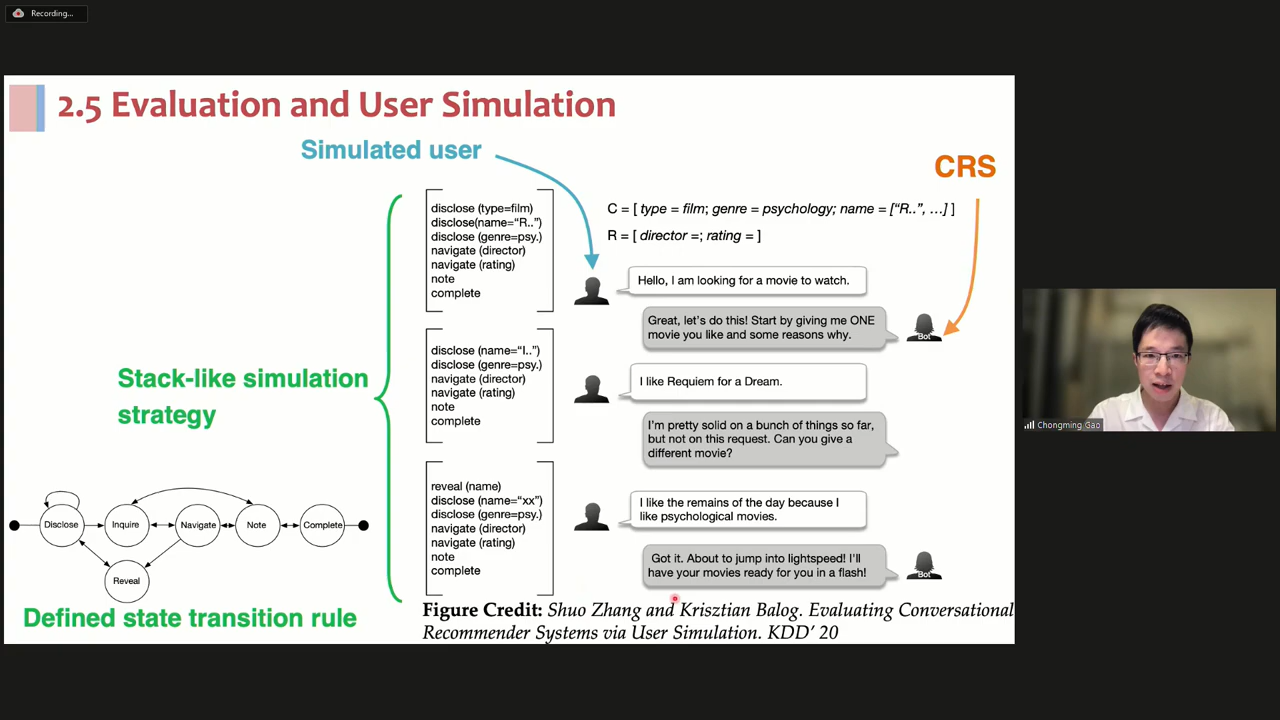 Recording...
2.5 Evaluation and User Simulation
Simulated user
CRS
disclose (type=film)
disclose(name=“R..”)
disclose (genre=psy.)
navigate (director)
navigate (rating)
note
complete
C = [ type = film; genre = psychology; name = [“R..”, ...] ]
R = [ director =; rating = ]
Hello, I am looking for a movie to watch.
Great, let’s do this! Start by giving me ONE
movie you like and some reasons why.
Bot
disclose (name=“I..”)
disclose (genre=psy.)
navigate (director)
navigate (rating)
note
complete
I like Requiem for a Dream.
I’m pretty solid on a bunch of things so far,
but not on this request. Can you give a
different movie?
Stack-like simulation
strategy
reveal (name)
disclose (name=“xx”)
disclose (genre=psy.)
navigate (director)
navigate (rating)
note
complete
I like the remains of the day because I
like psychological movies.
Got it. About to jump into lightspeed! I’ll
have your movies ready for you in a flash!
Bot
Disclose
Inquire
Navigate
Note
Complete
Reveal
Defined state transition rule
Figure Credit: Shuo Zhang and Krisztian Balog. Evaluating Conversational
Recommender Systems via User Simulation. KDD’ 20
Chongming Gao